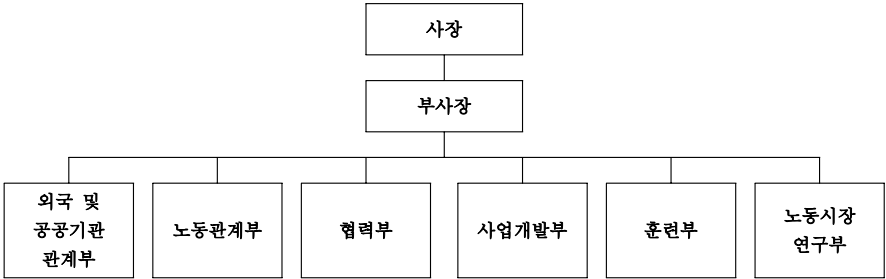 사장
부사장
외국 및
공공기관
관계부
노동관계부
협력부
사업개발부
훈련부
노동시장
연구부